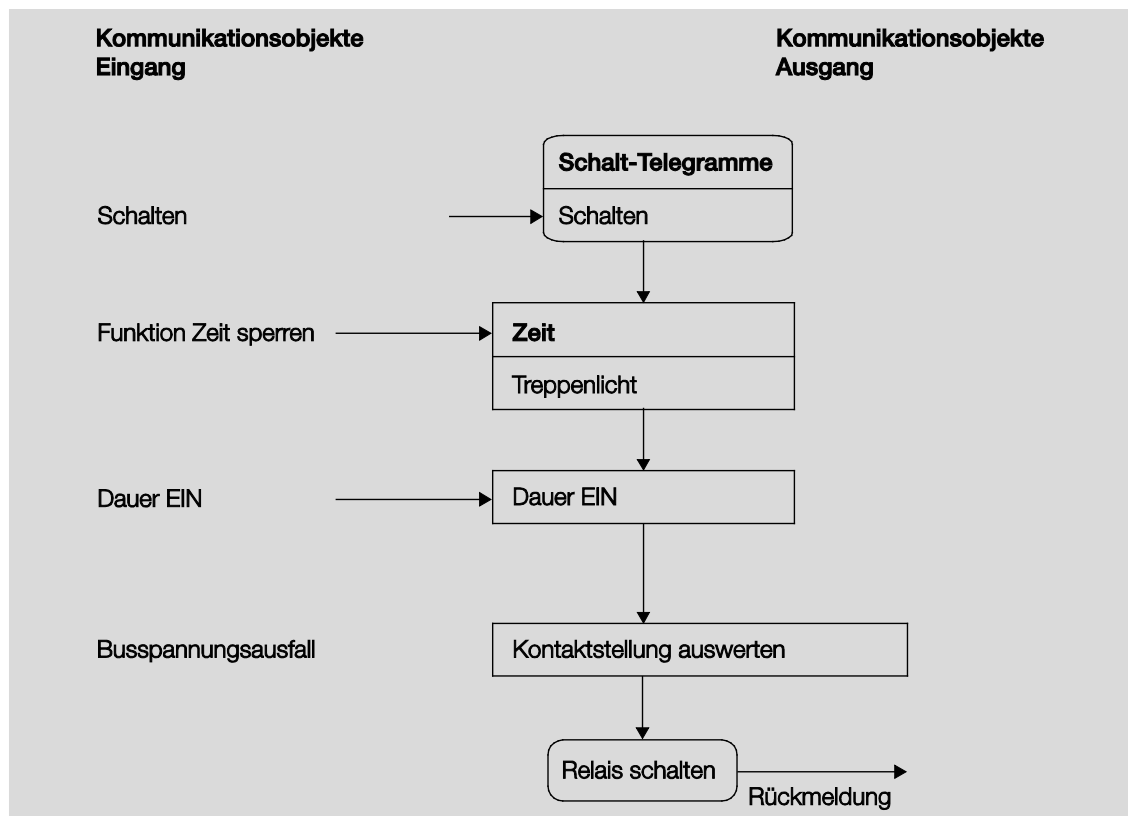 Kommunikationsobjekte
Eingang
Kommunikationsobjekte
Ausgang
Schalt-Telegramme
Schalten
Schalten
Funktion Zeit sperren
Zeit
Treppenlicht
Dauer EIN
Dauer EIN
Busspannungsausfall
Kontaktstellung auswerten
Relais schalten
Rückmeldung